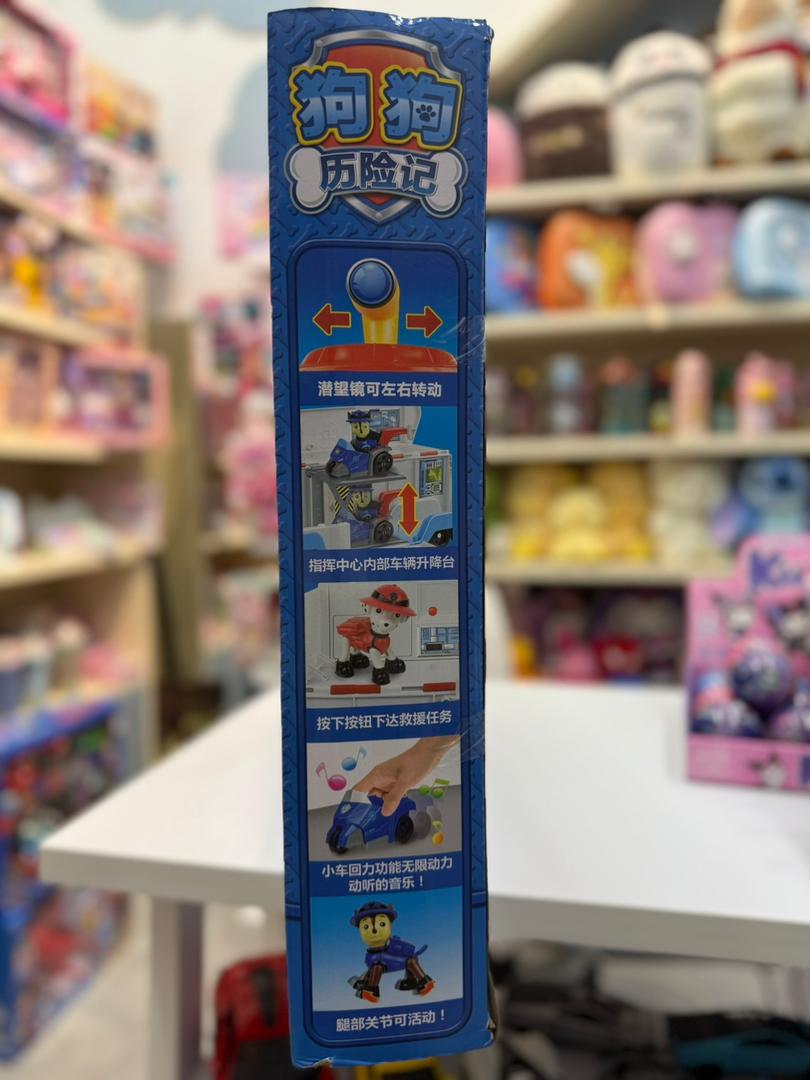 狗狗
历险记
潜望镜可左右转动
指挥中心内部车辆升降台
按下按钮下达救援任务
小车回力功能无限动力
动听的音乐！
腿部关节可活动！